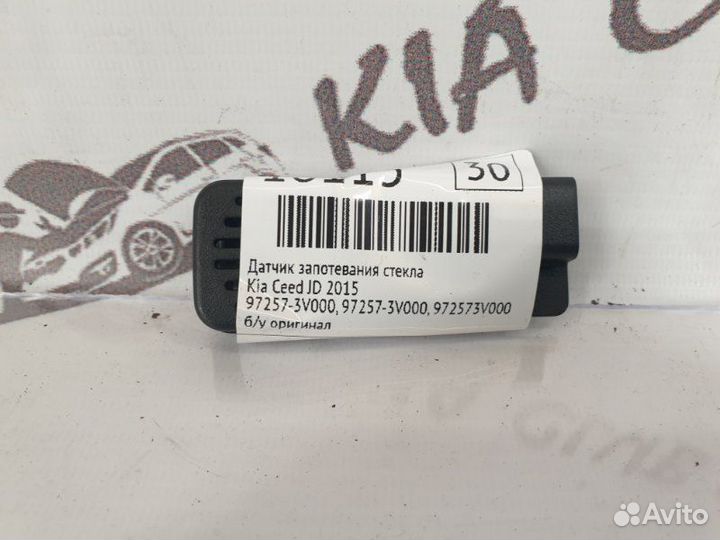 KIA
30
Датчик запотевания стекла
Kia Ceed JD 2015
97257-3V000, 97257-3V000, 972573V000
б/у оригинал
Avito